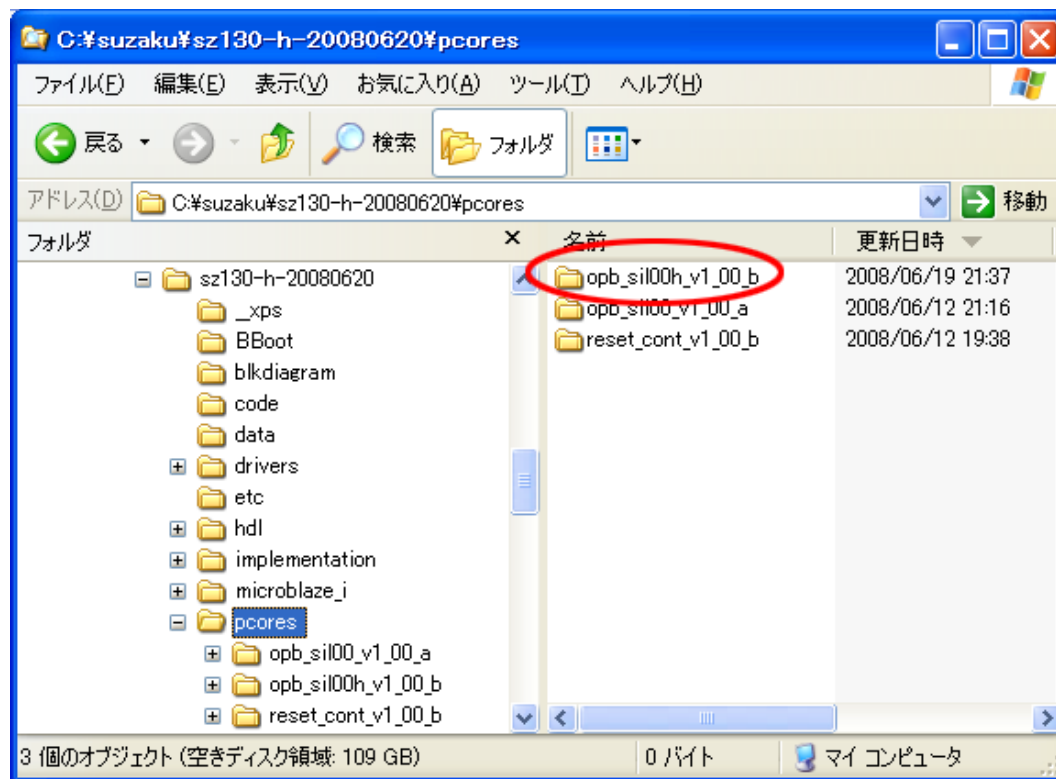 C:¥suzaku¥sz130-h-20080620¥pcores
ファイル(F) 編集(E) 表示(V) お気に入り(A) ツール(T) ヘルプ(H)
戻る 検索 フォルダ
アドレス(D) C:¥suzaku¥sz130-h-20080620¥pcores 移動
フォルダ × 名前 更新日時
sz130-h-20080620
_xps
BBoot
blkdiagram
code
data
drivers
etc
hdl
implementation
microblaze_i
pcores
opb_sil00_v1_00_a
opb_sil00h_v1_00_b
reset_cont_v1_00_b
opb_sil00h_v1_00_b 2008/06/19 21:37
opb_sil00_v1_00_a 2008/06/12 21:16
reset_cont_v1_00_b 2008/06/12 19:38
3 個のオブジェクト (空きディスク領域: 109 GB) 0 バイト マイ コンピュータ